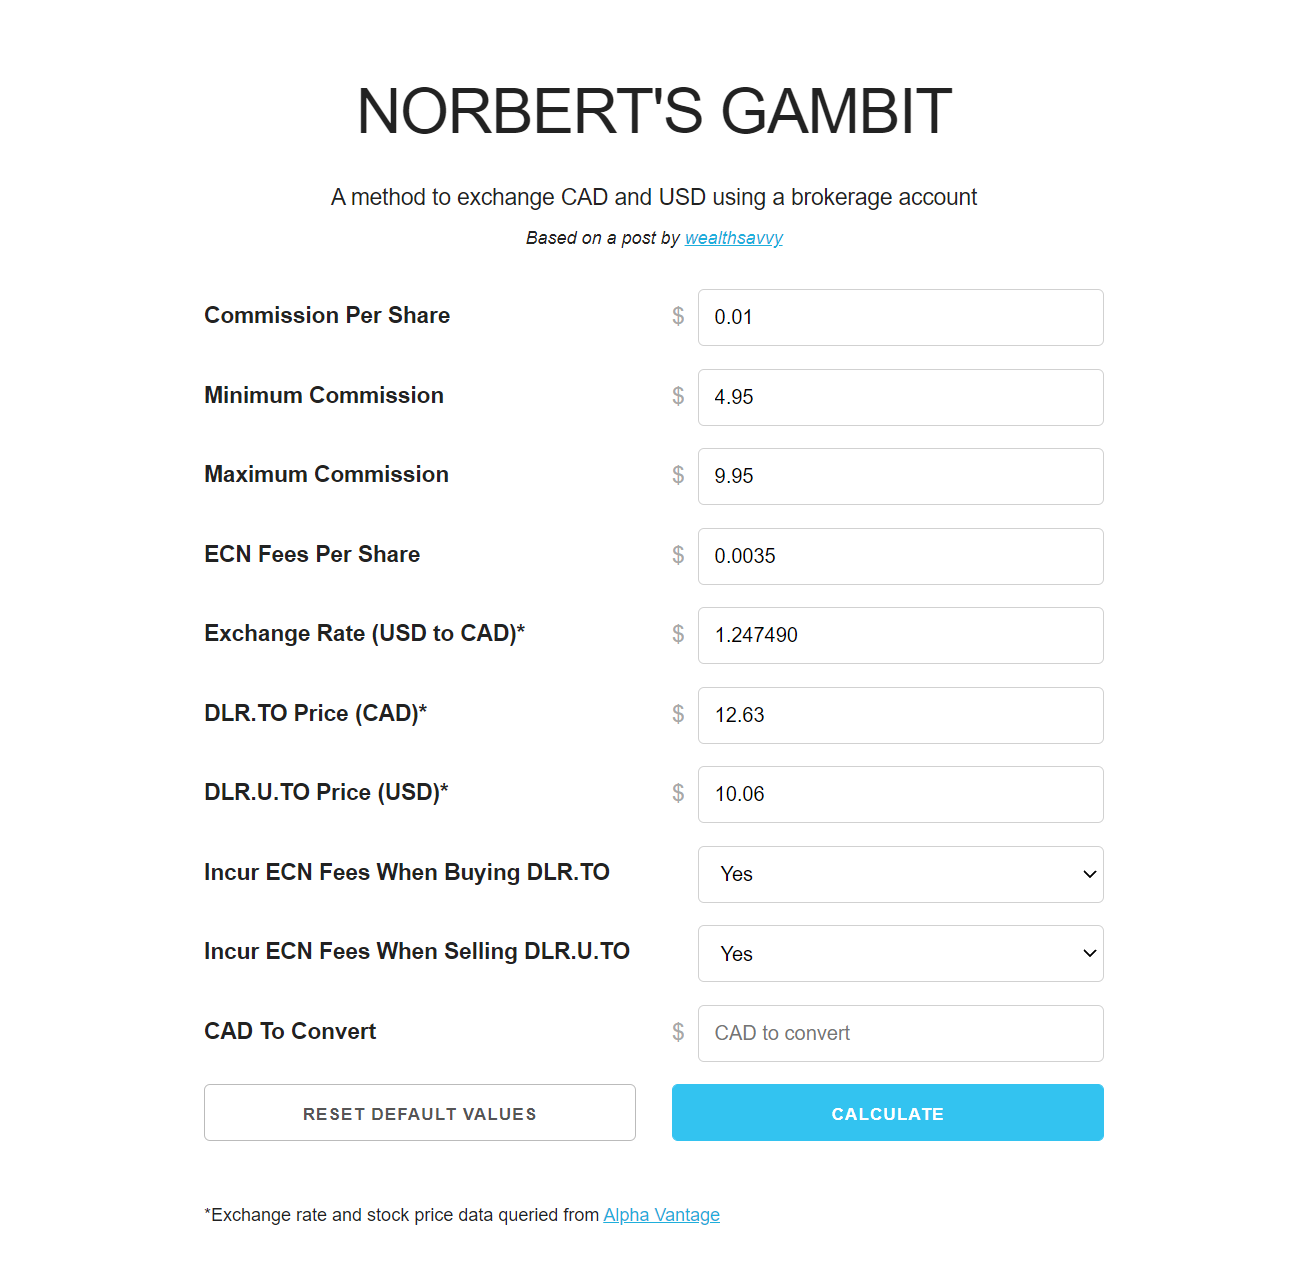 NORBERT'S GAMBIT
A method to exchange CAD and USD using a brokerage account
Based on a post by wealthsavvy
Commission Per Share $ 0.01
Minimum Commission $ 4.95
Maximum Commission $ 9.95
ECN Fees Per Share $ 0.0035
Exchange Rate (USD to CAD)* $ 1.247490
DLR.TO Price (CAD)* $ 12.63
DLR.U.TO Price (USD)* $ 10.06
Incur ECN Fees When Buying DLR.TO Yes
Incur ECN Fees When Selling DLR.U.TO Yes
CAD To Convert $ CAD to convert
RESET DEFAULT VALUES CALCULATE
*Exchange rate and stock price data queried from Alpha Vantage